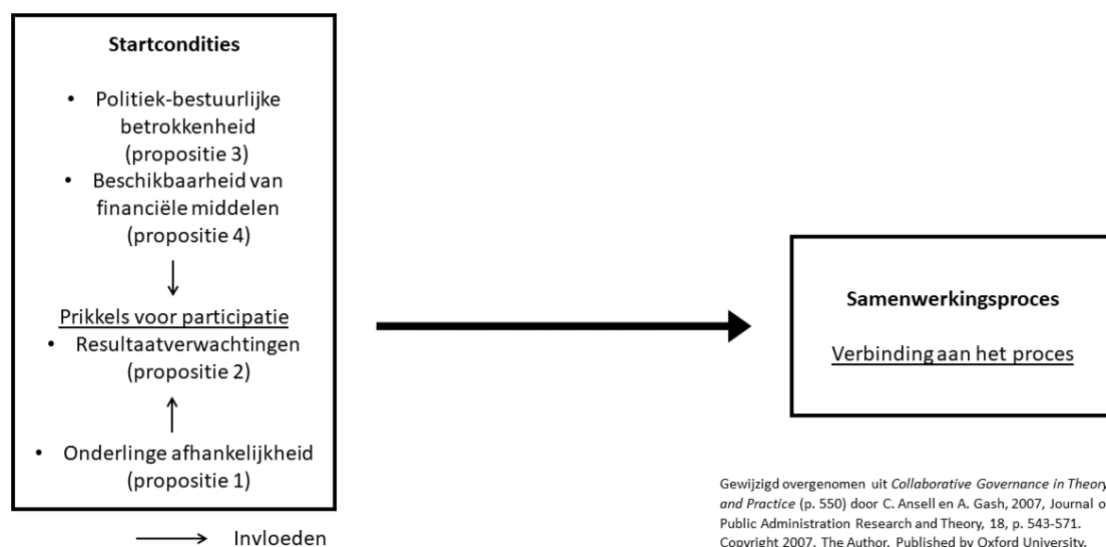 Startcondities
• Politiek-bestuurlijke
betrokkenheid
(propositie 3)
• Beschikbaarheid van
financiële middelen
(propositie 4)
Prikkels voor participatie
• Resultaatverwachtingen
(propositie 2)
• Onderlinge afhankelijkheid
(propositie 1)
Invloeden
Samenwerkingsproces
Verbinding aan het proces
Gewijzigd overgenomen uit Collaborative Governance in Theory
and Practice (p. 550) door C. Ansell en A. Gash, 2007, Journal o
Public Administration Research and Theory, 18, p. 543-571.
Copyright 2007. The Author. Published by Oxford University.